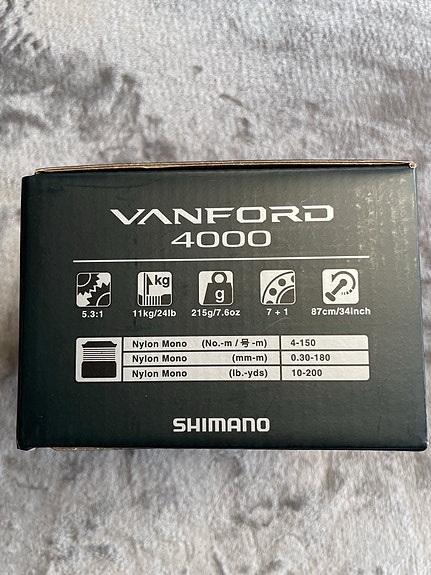 VANFORD
4000
kg
g
5.3:1 11kg/24lb 215g/7.6oz 7 + 1 87cm/34inch
Nylon Mono (No.-m / 号 -m) 4-150
Nylon Mono (mm-m) 0.30-180
Nylon Mono (lb.-yds) 10-200
SHIMANO